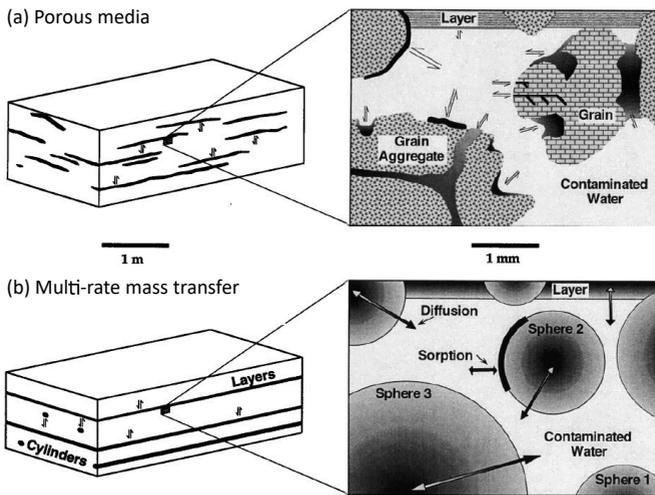 (a) Porous media
Layer
Grain
Grain
Aggregate
Contaminated
Water
1 m
1 mm
(b) Multi-rate mass transfer
Layer
Diffusion
Sphere 2
Sorption
Layers
Sphere 3
Contaminated
Water
Cylinders
Sphere 1